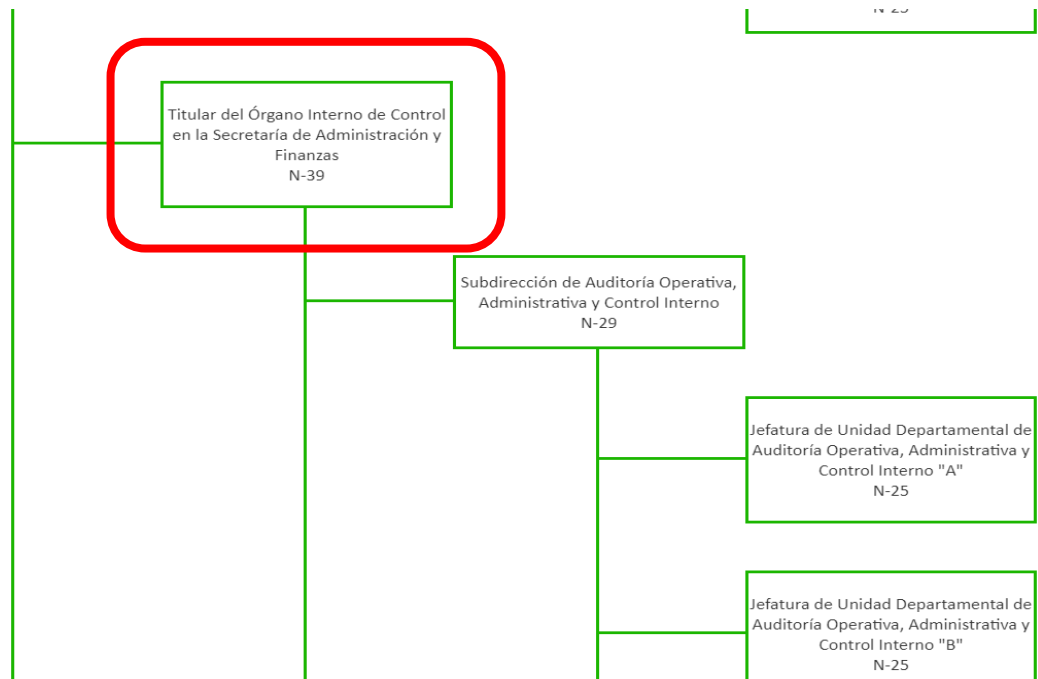 Titular del Órgano Interno de Control
en la Secretaría de Administración y
Finanzas
N-39
Subdirección de Auditoría Operativa,
Administrativa y Control Interno
N-29
Jefatura de Unidad Departamental de
Auditoría Operativa, Administrativa y
Control Interno "A"
N-25
Jefatura de Unidad Departamental de
Auditoría Operativa, Administrativa y
Control Interno "B"
N-25